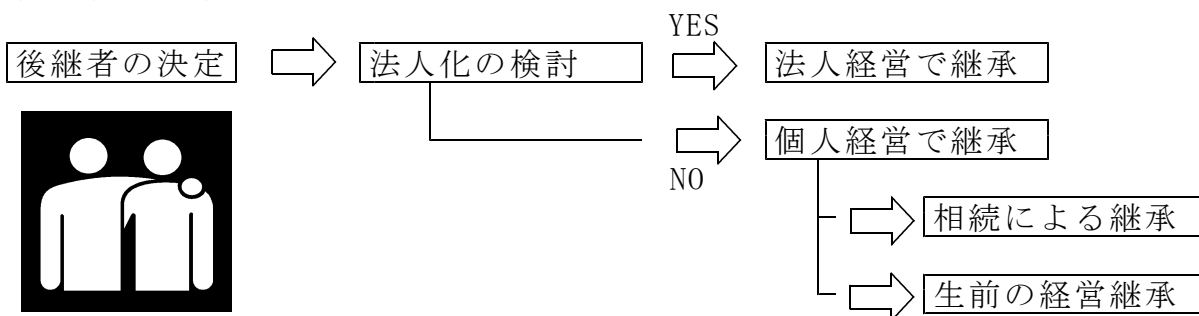 YES
後継者の決定
法人化の検討
法人経営で継承
個人経営で継承
NO
相続による継承
生前の経営継承